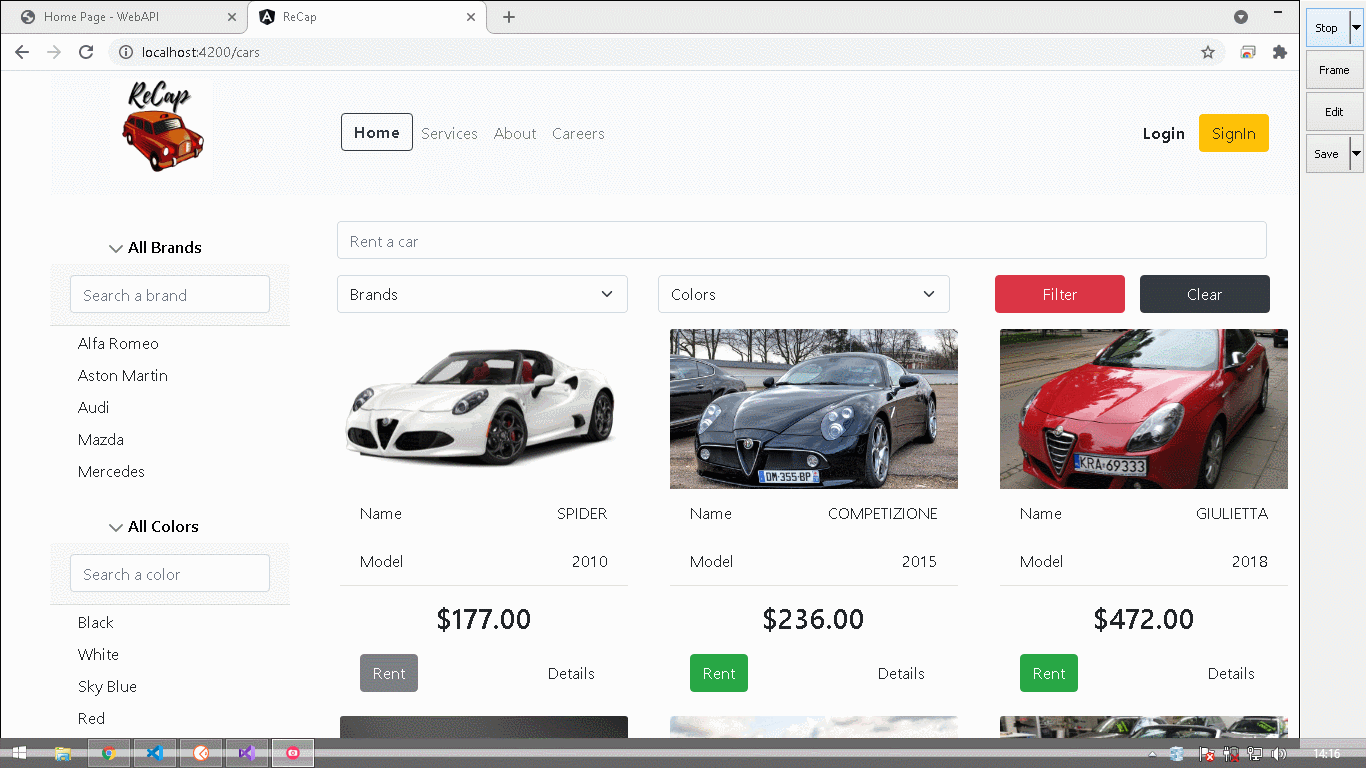 Home Page - WebAPI
ReCap
Stop
localhost:4200/cars
Frame
Edit
Save
ReCap
Home Services About Careers
Login SignIn
All Brands
Search a brand
Alfa Romeo
Aston Martin
Audi
Mazda
Mercedes
All Colors
Search a color
Black
White
Sky Blue
Red
Rent a car
Brands Colors Filter Clear
DM-355-BP
KRA 69333
Name SPIDER Name COMPETIZIONE Name GIULIETTA
Model 2010 Model 2015 Model 2018
$177.00 $236.00 $472.00
Rent Details Rent Details Rent Details
14:16